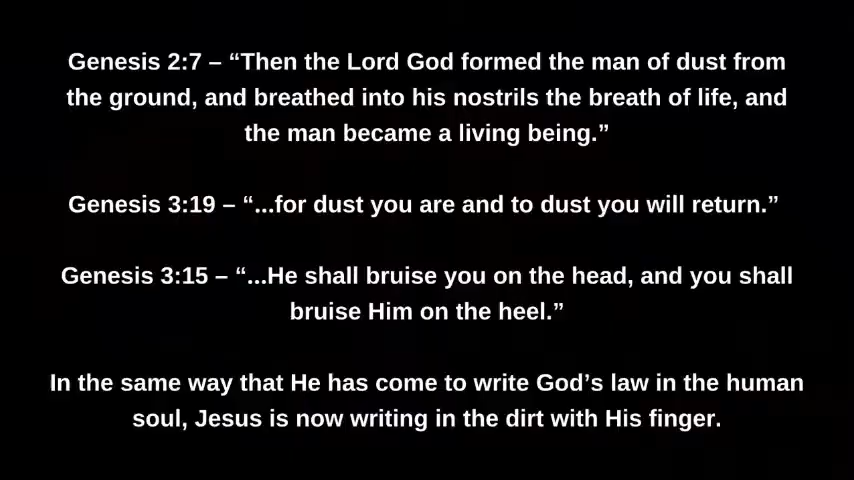 Genesis 2:7 – “Then the Lord God formed the man of dust from
the ground, and breathed into his nostrils the breath of life, and
the man became a living being.”
Genesis 3:19 – “...for dust you are and to dust you will return.”
Genesis 3:15 – “...He shall bruise you on the head, and you shall
bruise Him on the heel.”
In the same way that He has come to write God’s law in the human
soul, Jesus is now writing in the dirt with His finger.